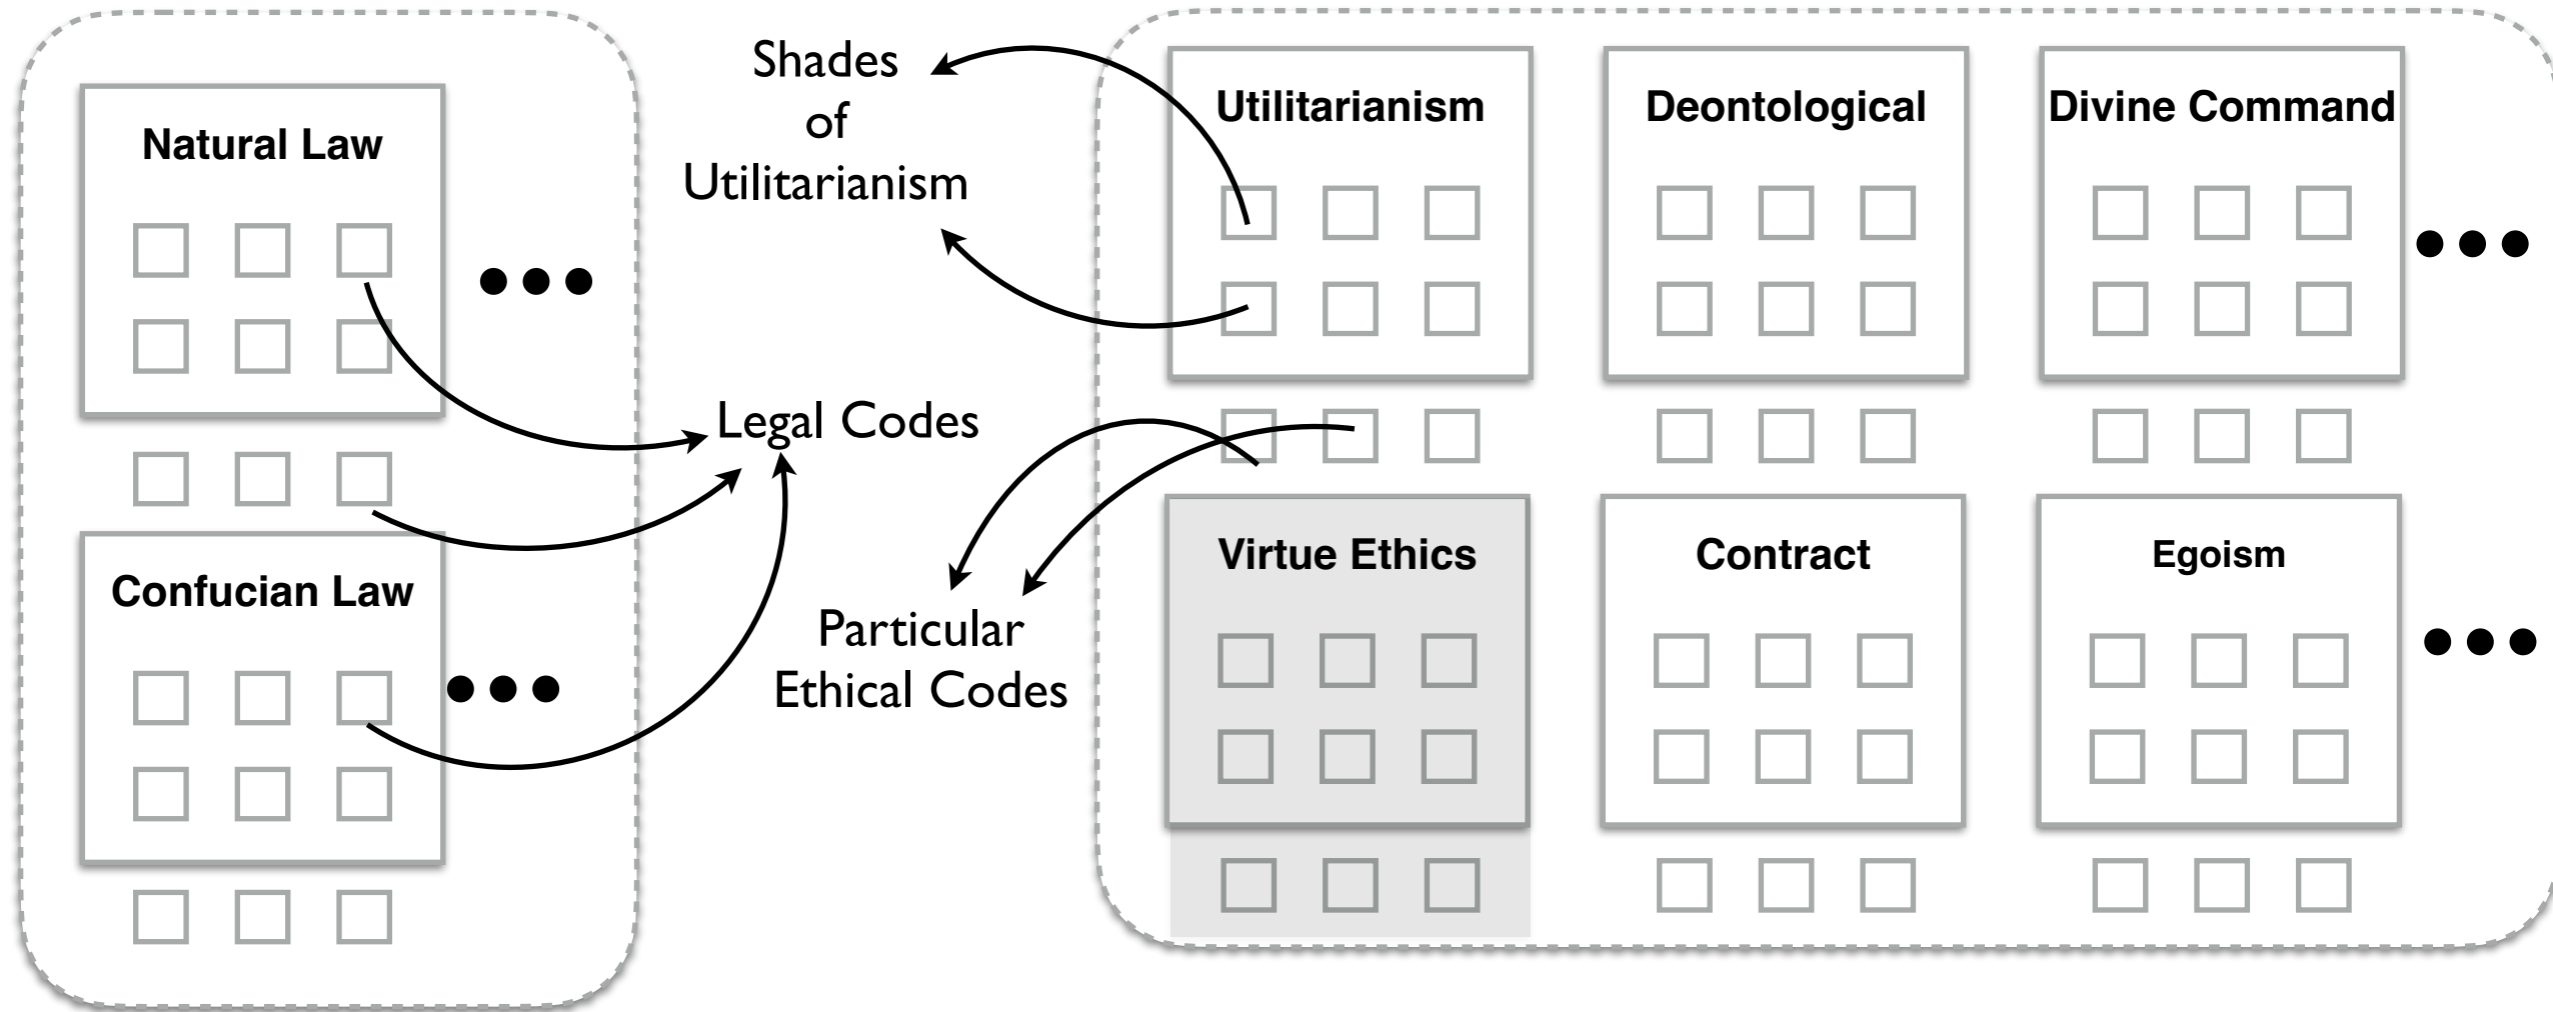 Natural Law
Confucian Law
Shades
of
Utilitarianism
Legal Codes
Particular
Ethical Codes
Utilitarianism
Deontological
Divine Command
Virtue Ethics
Contract
Egoism